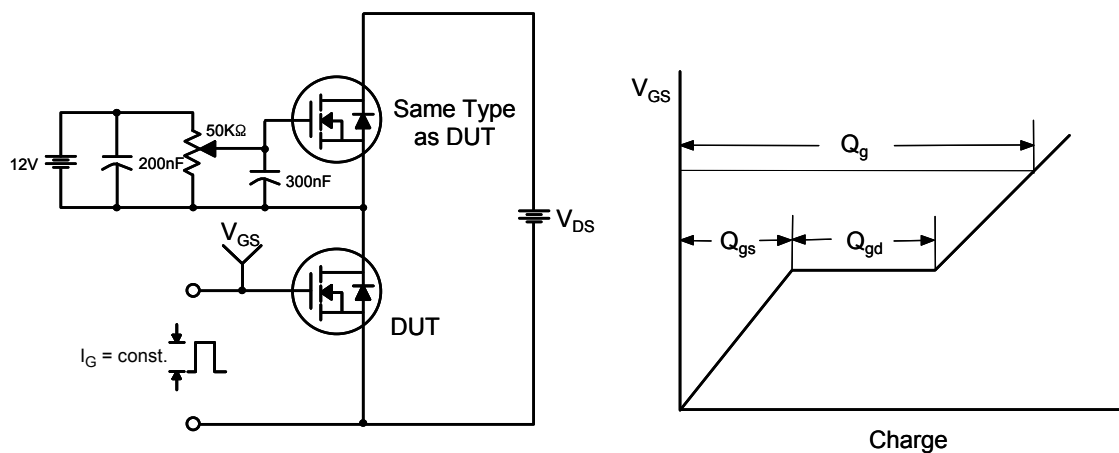 12V
200nF
50KΩ
300nF
Same Type
as DUT
V_DS
V_GS
DUT
I_G = const.
V_GS
Q_g
Q_gs
Q_gd
Charge